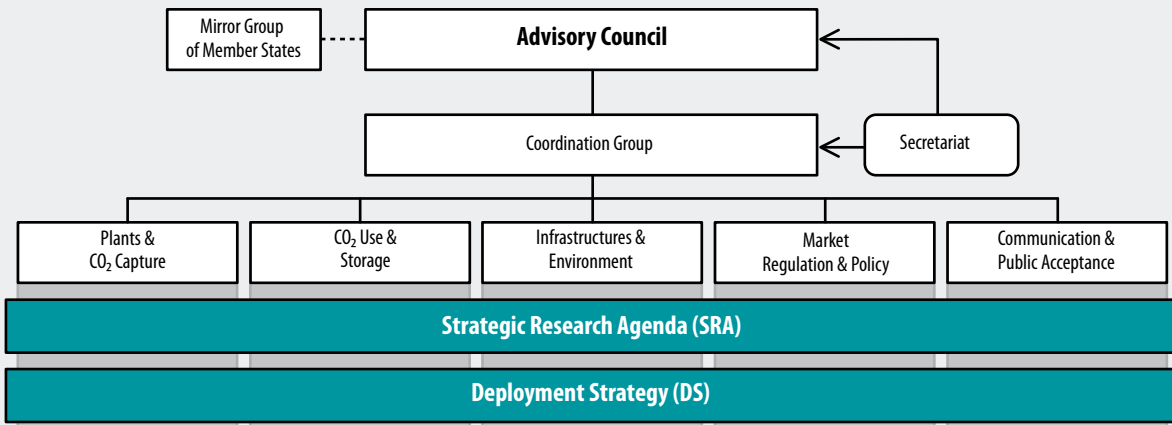 Mirror Group
of Member States
Advisory Council
Coordination Group
Secretariat
Plants &
CO₂ Capture
CO₂ Use &
Storage
Infrastructures &
Environment
Market
Regulation & Policy
Communication &
Public Acceptance
Strategic Research Agenda (SRA)
Deployment Strategy (DS)